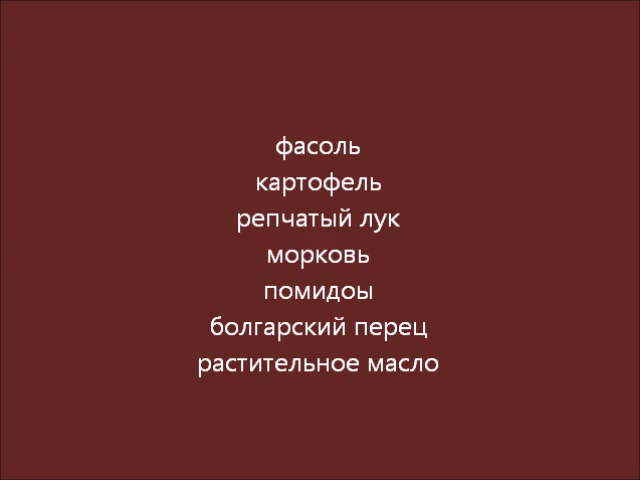 фасоль
картофель
репчатый лук
морковь
помидоы
болгарский перец
растительное масло